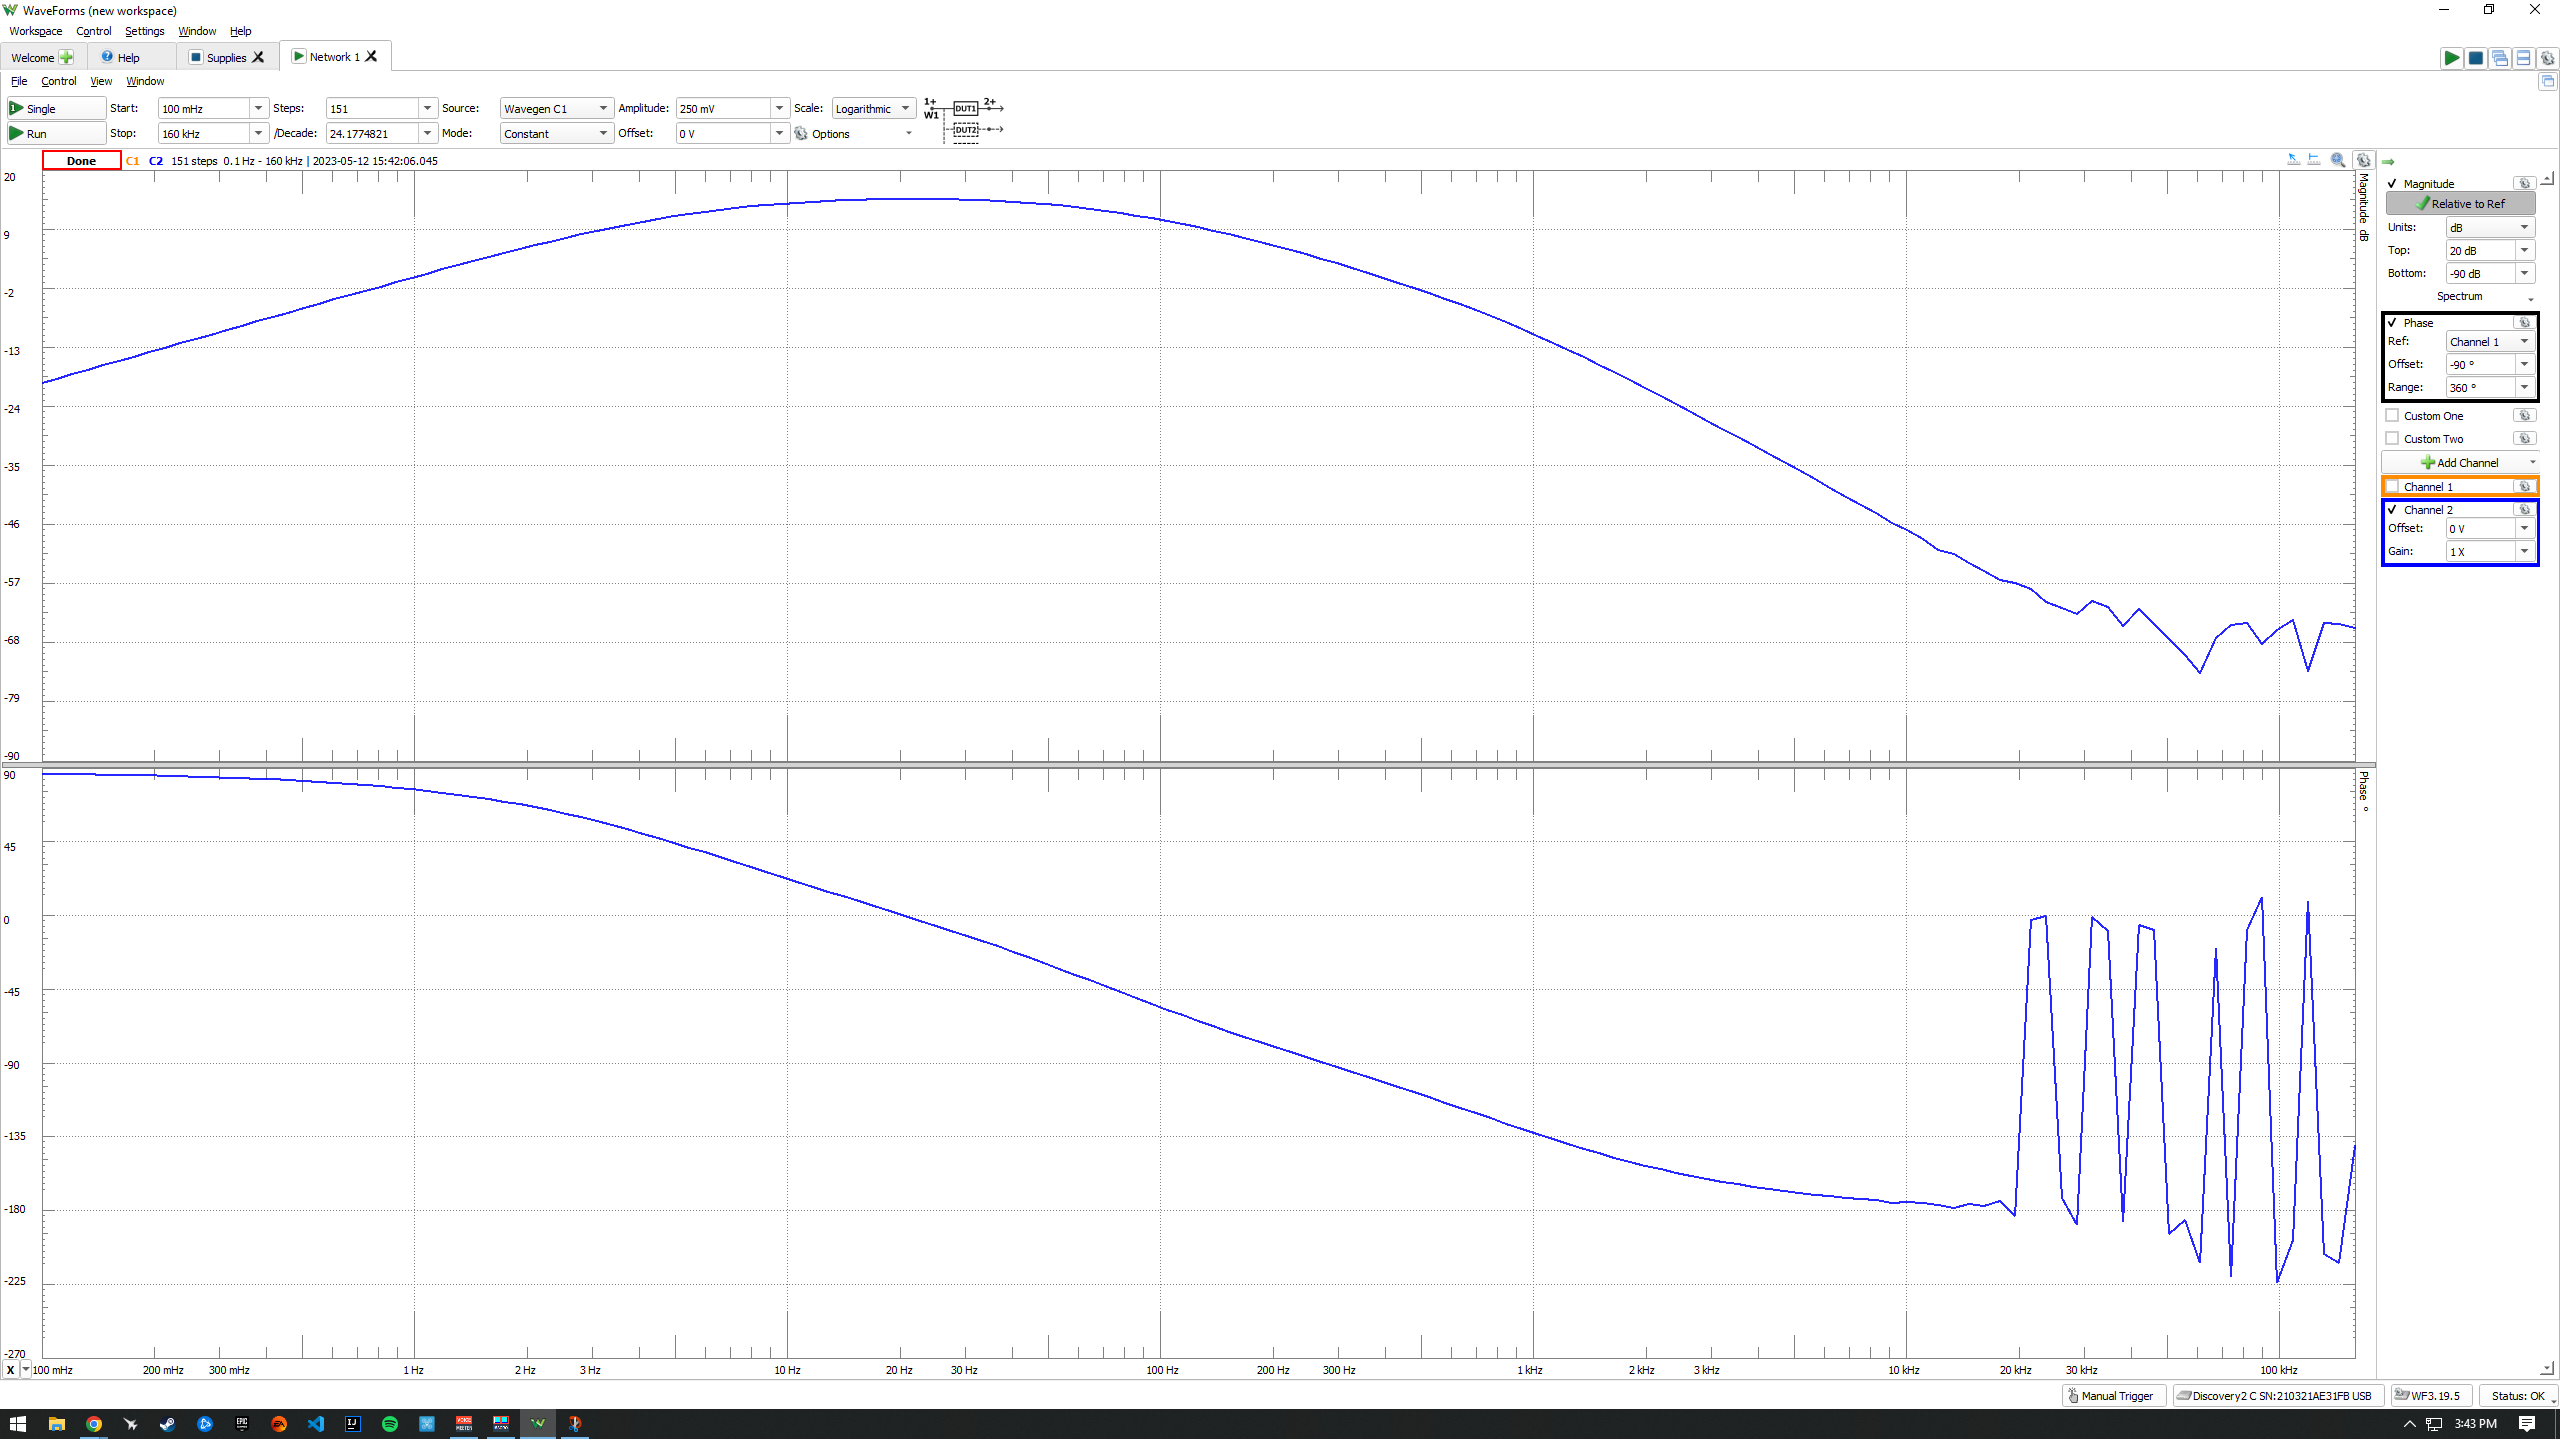 WaveForms (new workspace)
Workspace Control Settings Window Help
Welcome Help Supplies Network 1
File Control View Window
Single Start: 100 mHz Steps: 151 Source: Wavegen C1 Amplitude: 250 mV Scale: Logarithmic 1+ W1 DUT1 2+
Run Stop: 160 kHz /Decade: 24.1774821 Mode: Constant Offset: 0 V Options DUT2
Done C1 C2 151 steps 0.1 Hz - 160 kHz | 2023-05-12 15:42:06.045
20
9
-2
-13
-24
-35
-46
-57
-68
-79
-90
Magnitude dB
90
45
0
-45
-90
-135
-180
-225
-270
Phase °
X 100 mHz 200 mHz 300 mHz 1 Hz 2 Hz 3 Hz 10 Hz 20 Hz 30 Hz 100 Hz 200 Hz 300 Hz 1 kHz 2 kHz 3 kHz 10 kHz 20 kHz 30 kHz 100 kHz
Magnitude
Relative to Ref
Units: dB
Top: 20 dB
Bottom: -90 dB
Spectrum
Phase
Ref: Channel 1
Offset: -90 °
Range: 360 °
Custom One
Custom Two
Add Channel
Channel 1
Channel 2
Offset: 0 V
Gain: 1 X
Manual Trigger Discovery2 C SN:210321AE31FB USB WF3.19.5 Status: OK
3:43 PM